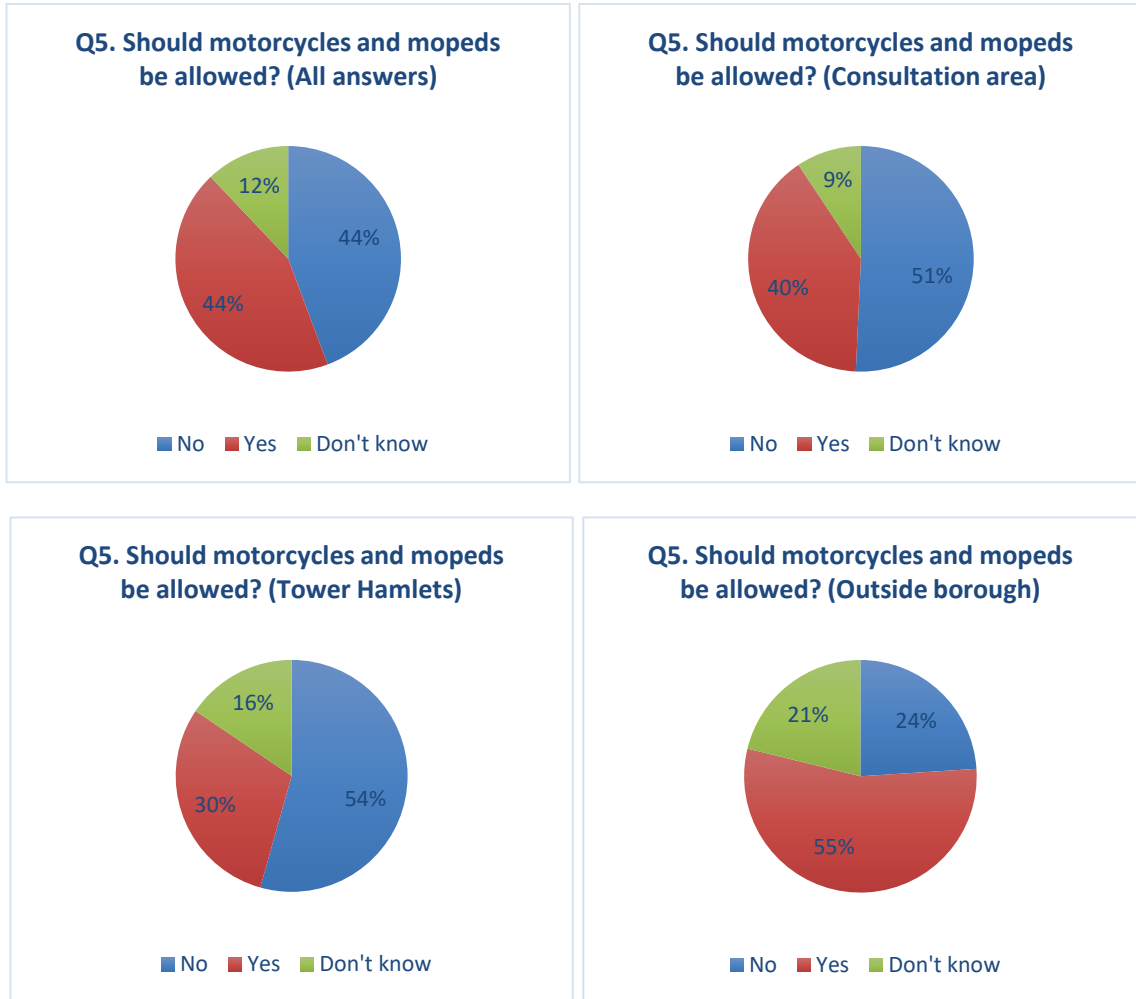 Q5. Should motorcycles and mopeds
be allowed? (All answers)
12%
44%
44%
No Yes Don't know
Q5. Should motorcycles and mopeds
be allowed? (Consultation area)
9%
40%
51%
No Yes Don't know
Q5. Should motorcycles and mopeds
be allowed? (Tower Hamlets)
16%
30%
54%
No Yes Don't know
Q5. Should motorcycles and mopeds
be allowed? (Outside borough)
21%
24%
55%
No Yes Don't know